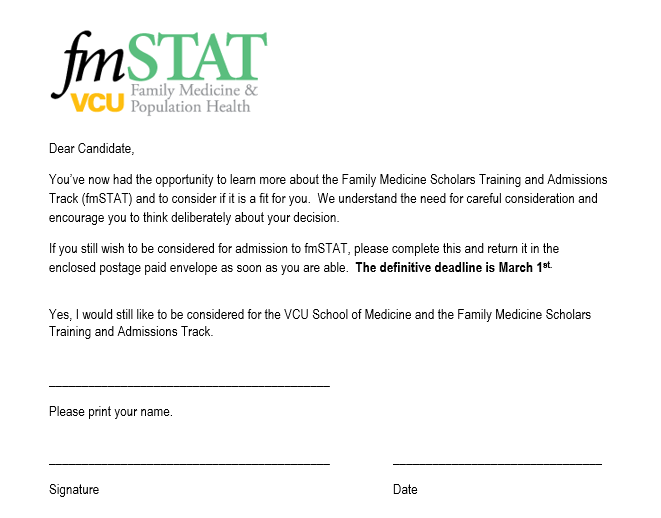 fmSTAT
VCU Family Medicine &
Population Health
Dear Candidate,
You’ve now had the opportunity to learn more about the Family Medicine Scholars Training and Admissions
Track (fmSTAT) and to consider if it is a fit for you.  We understand the need for careful consideration and
encourage you to think deliberately about your decision.
If you still wish to be considered for admission to fmSTAT, please complete this and return it in the
enclosed postage paid envelope as soon as you are able.  The definitive deadline is March 1st.
Yes, I would still like to be considered for the VCU School of Medicine and the Family Medicine Scholars
Training and Admissions Track.
Please print your name.
Signature Date